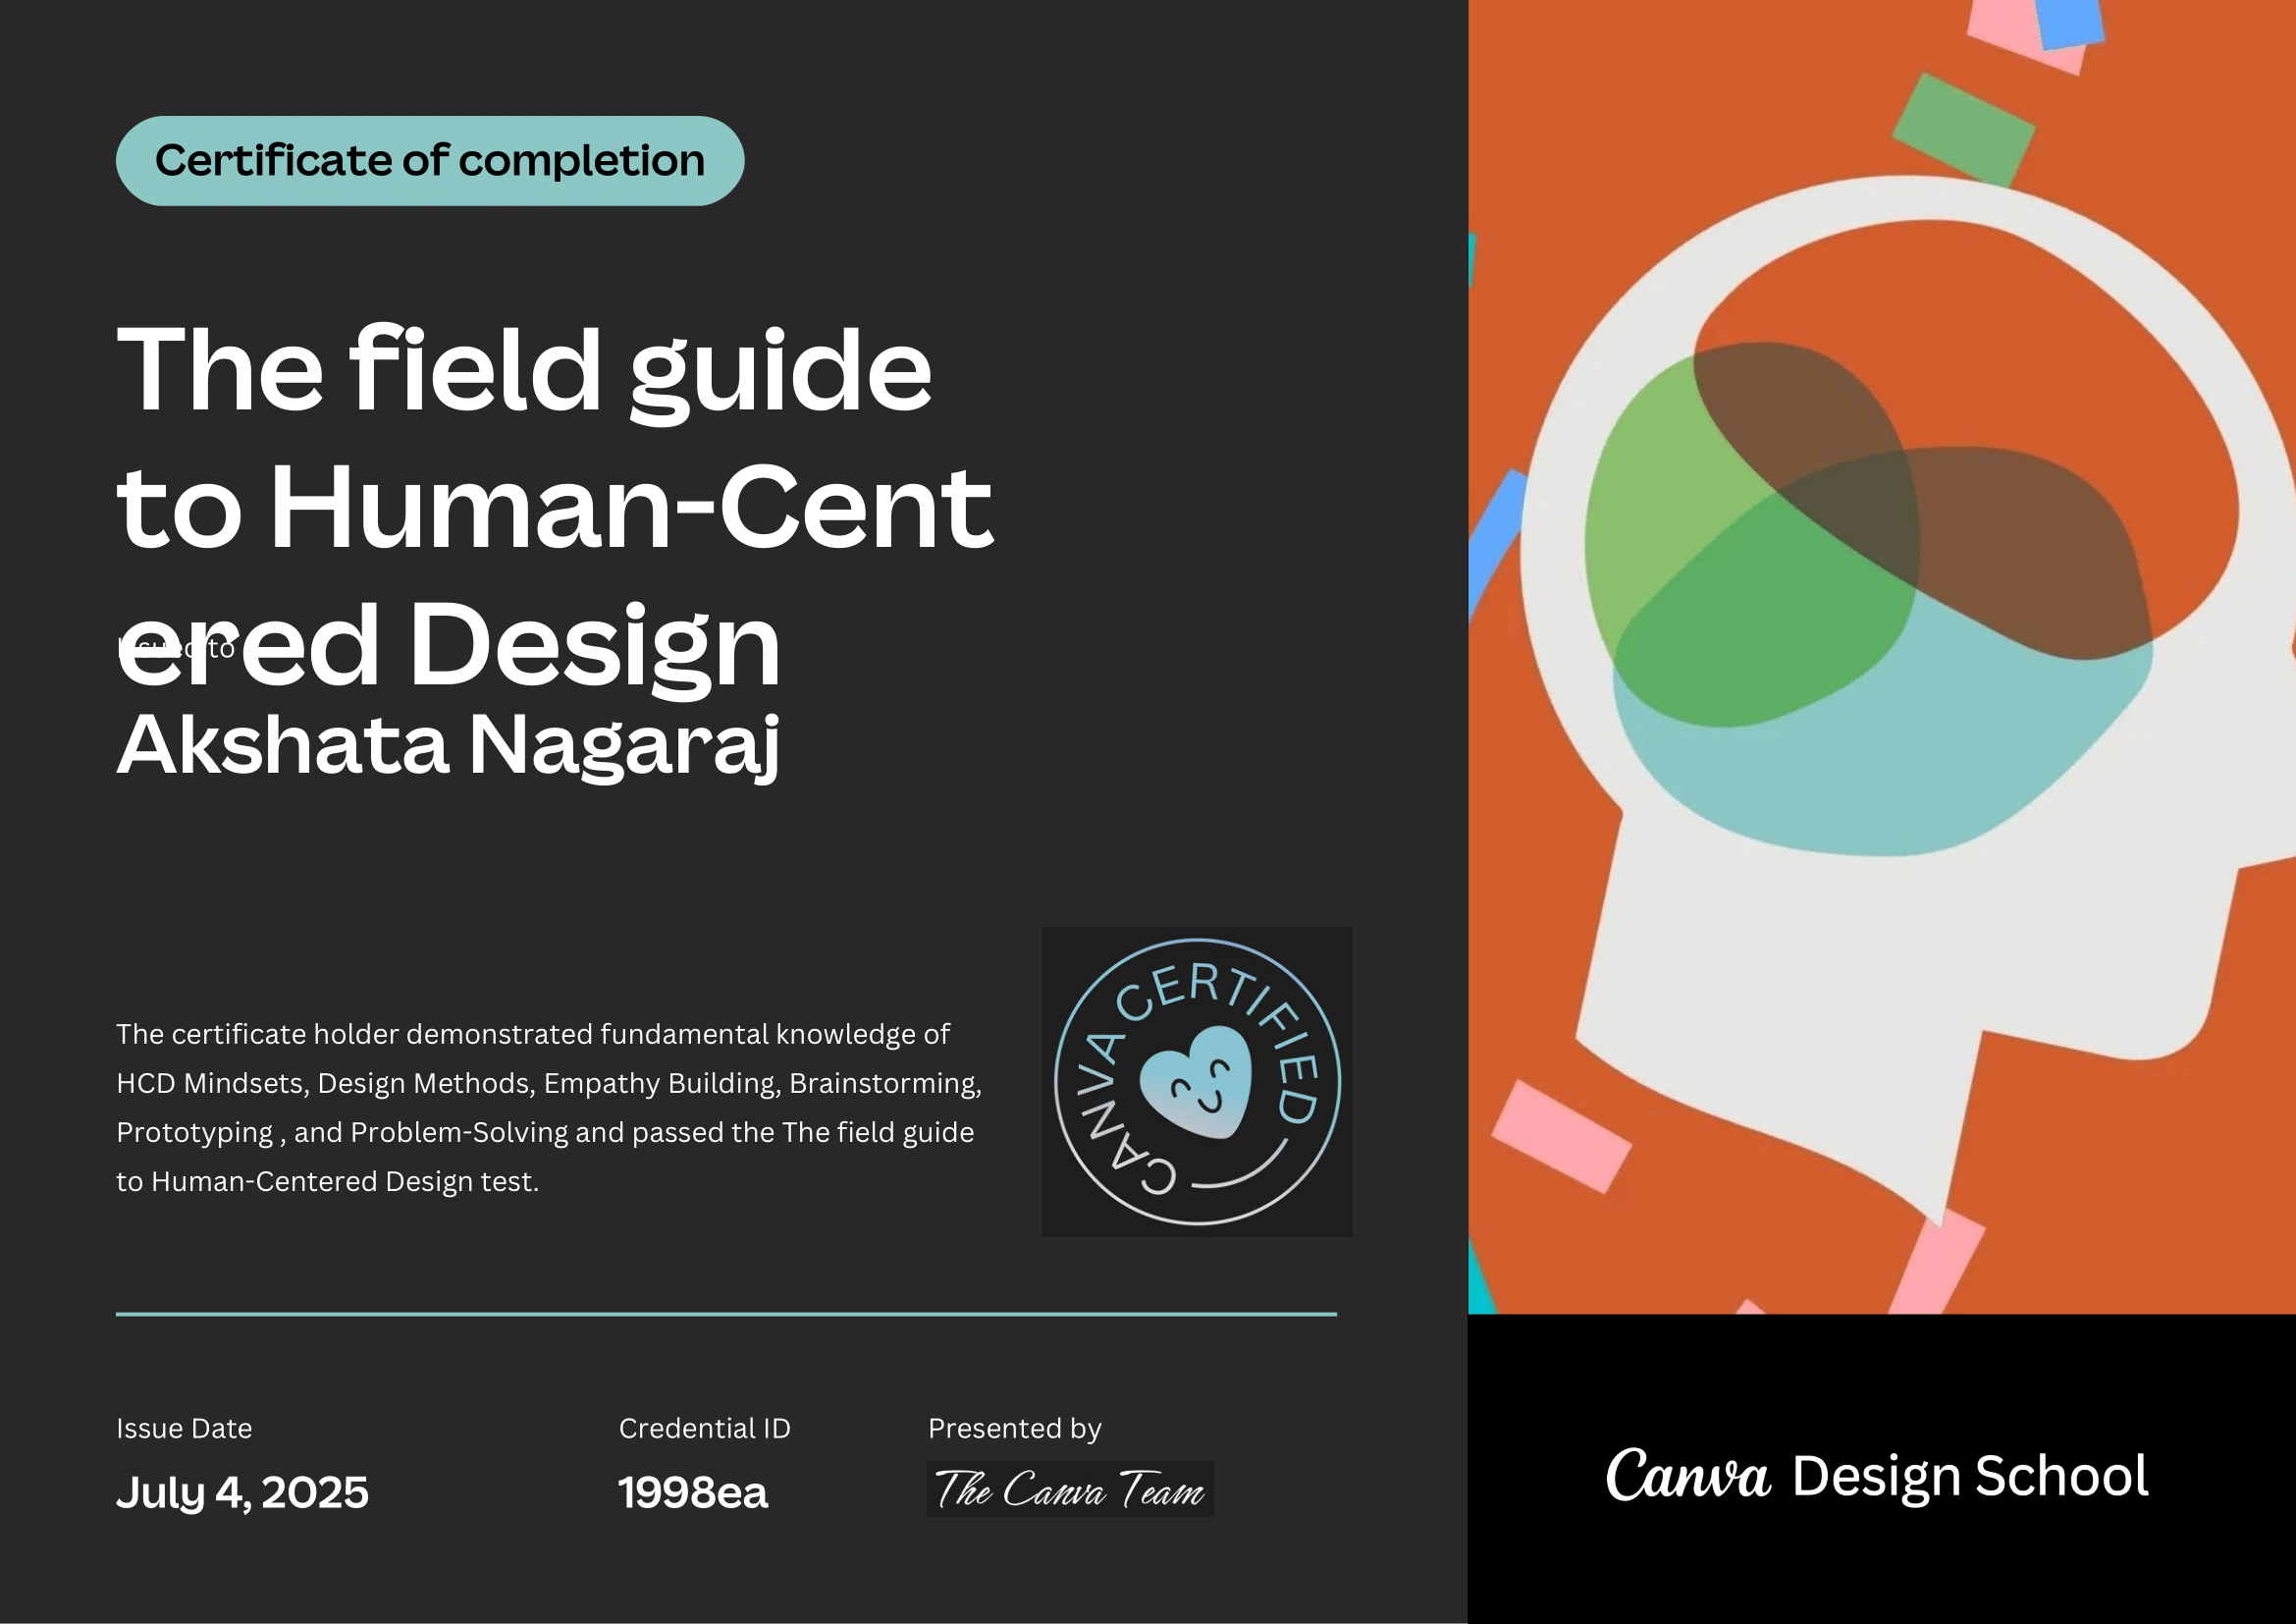 Certificate of completion
The field guide
to Human-Cent
ered Design
Issued to
Akshata Nagaraj
The certificate holder demonstrated fundamental knowledge of
HCD Mindsets, Design Methods, Empathy Building, Brainstorming,
Prototyping , and Problem-Solving and passed the The field guide
to Human-Centered Design test.
CANVA CERTIFIED
Issue Date
July 4, 2025
Credential ID
1998ea
Presented by
The Canva Team
Canva Design School